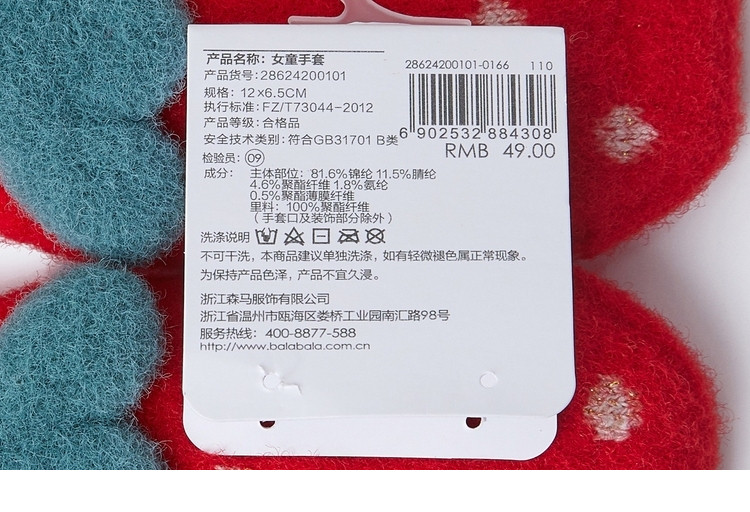 产品名称：女童手套
28624200101-0166 110
产品货号:28624200101
规格：12×6.5CM
执行标准：FZ/T73044-2012
产品等级：合格品
6 902532 884308
安全技术类别：符合GB31701 B类
RMB 49.00
检验员：09
成分： 主体部位：81.6%锦纶 11.5%腈纶
4.6%聚酯纤维 1.8%氨纶
0.5%聚酯薄膜纤维
里料：100%聚酯纤维
（手套口及装饰部分除外）
洗涤说明
不可干洗，本商品建议单独洗涤，如有轻微褪色属正常现象。
为保持产品色泽，产品不宜久浸。
浙江森马服饰有限公司
浙江省温州市瓯海区娄桥工业园南汇路98号
服务热线：400-8877-588
http://www.balabala.com.cn